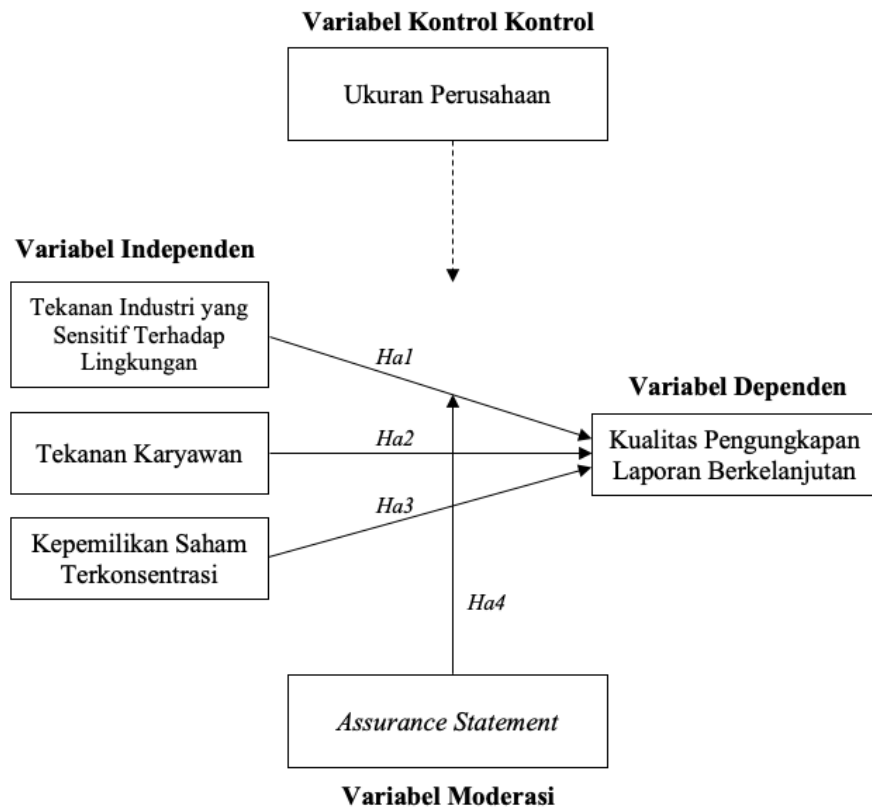 Variabel Kontrol Kontrol
Ukuran Perusahaan
Variabel Independen
Tekanan Industri yang
Sensitif Terhadap
Lingkungan
Ha1
Variabel Dependen
Tekanan Karyawan
Ha2
Kualitas Pengungkapan
Laporan Berkelanjutan
Ha3
Kepemilikan Saham
Terkonsentrasi
Ha4
Assurance Statement
Variabel Moderasi